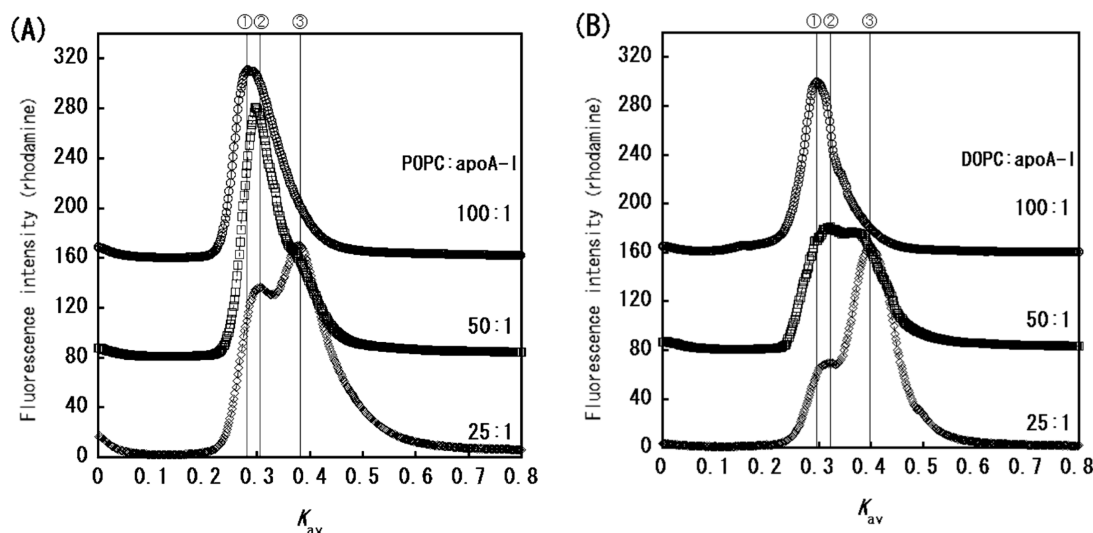 (A)
① ② ③
Fluorescence intensity (rhodamine)
320
280
240
200
160
120
80
40
0
POPC:apoA-I
100:1
50:1
25:1
0 0.1 0.2 0.3 0.4 0.5 0.6 0.7 0.8
Kav
(B)
① ② ③
Fluorescence intensity (rhodamine)
320
280
240
200
160
120
80
40
0
DOPC:apoA-I
100:1
50:1
25:1
0 0.1 0.2 0.3 0.4 0.5 0.6 0.7 0.8
Kav